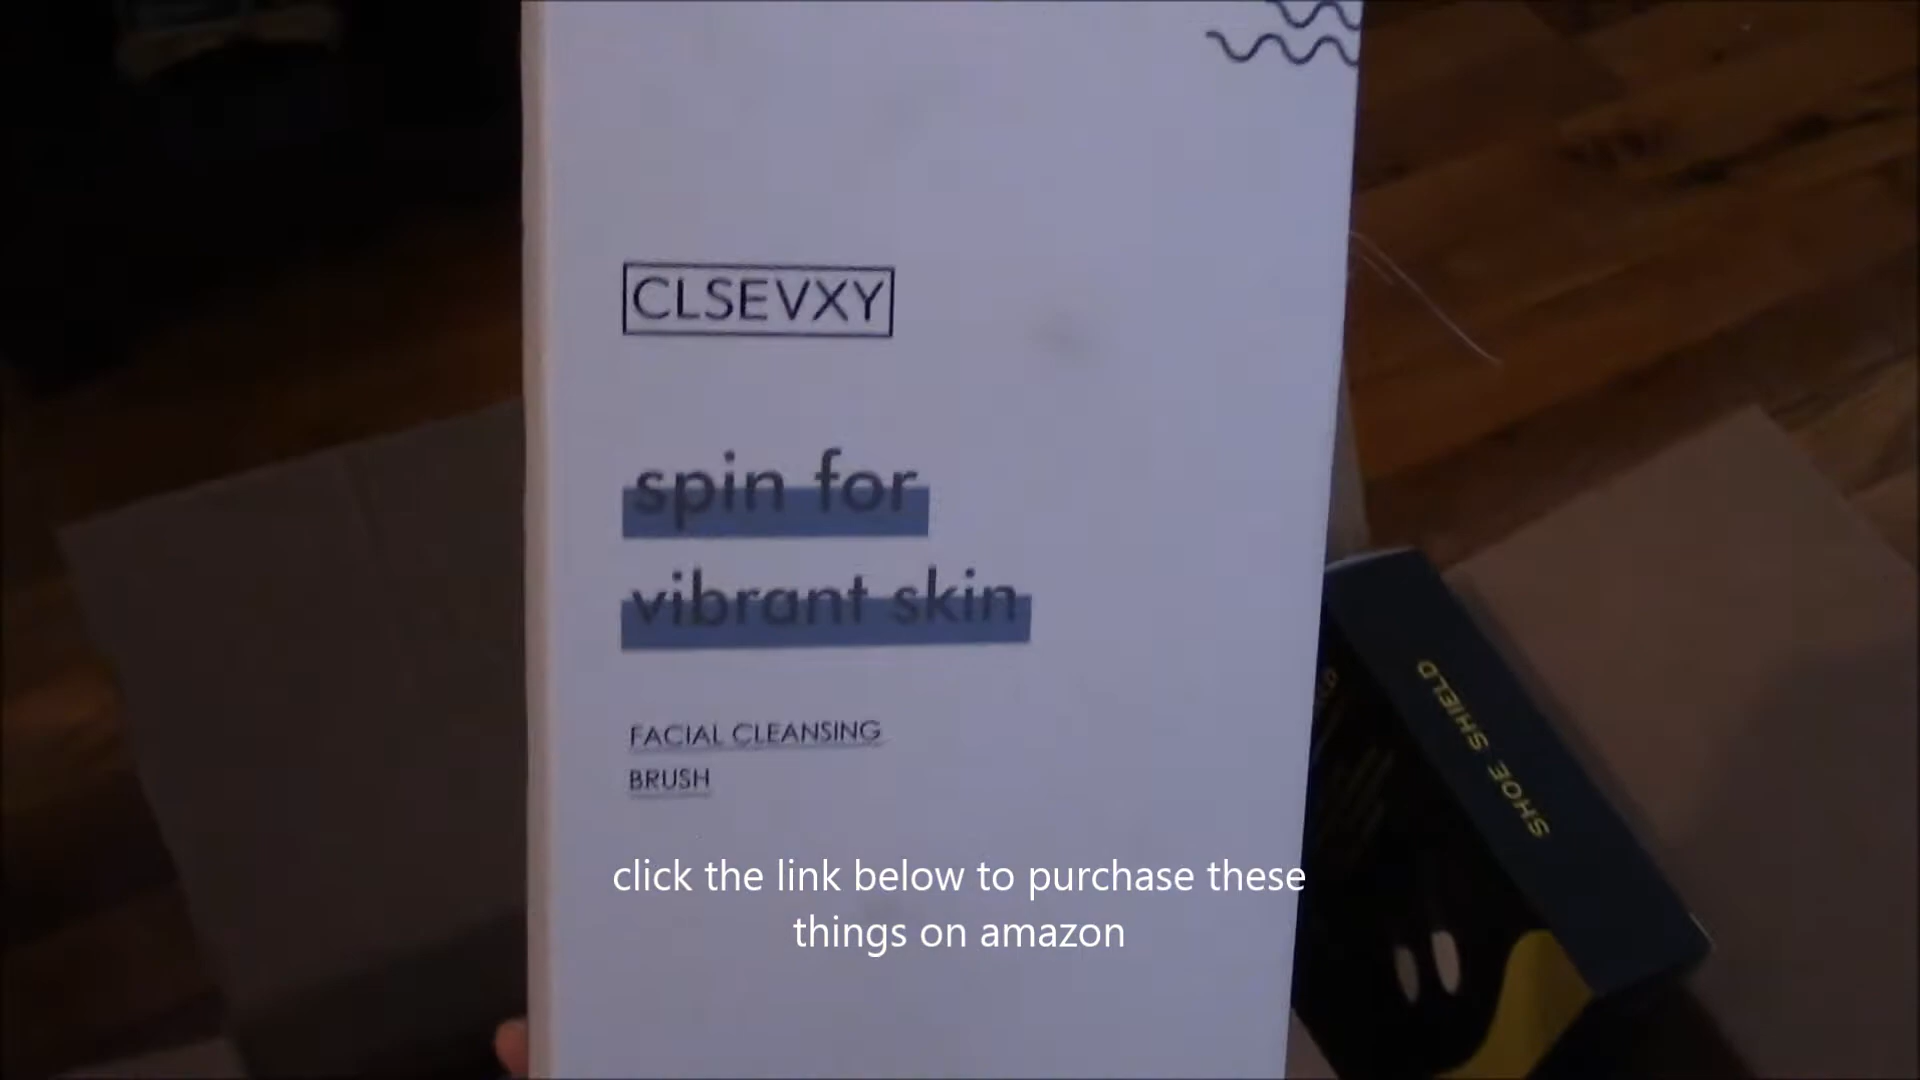 CLSEVXY
spin for
vibrant skin
FACIAL CLEANSING
BRUSH
click the link below to purchase these
things on amazon
SHOE SHIELD